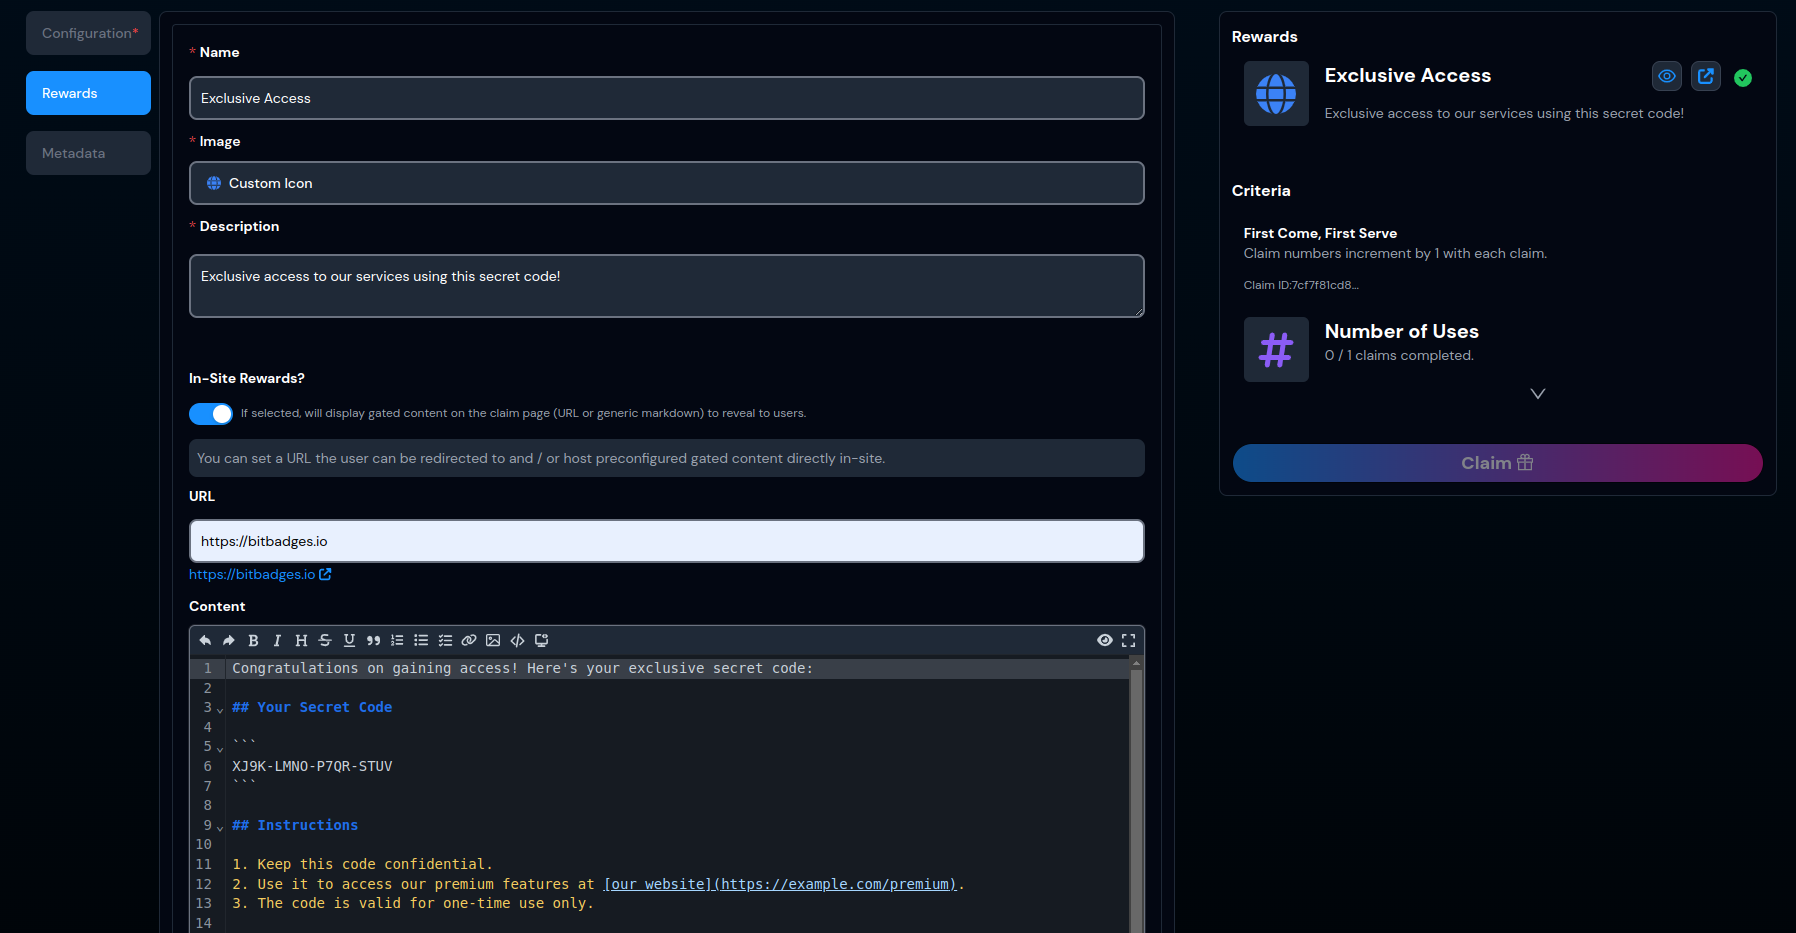 Configuration*
Rewards
Metadata
* Name
Exclusive Access
* Image
Custom Icon
* Description
Exclusive access to our services using this secret code!
In-Site Rewards?
If selected, will display gated content on the claim page (URL or generic markdown) to reveal to users.
You can set a URL the user can be redirected to and / or host preconfigured gated content directly in-site.
URL
https://bitbadges.io
https://bitbadges.io
Content
1 Congratulations on gaining access! Here's your exclusive secret code:
2
3 ## Your Secret Code
4
5 ```
6 XJ9K-LMNO-P7QR-STUV
7 ```
8
9 ## Instructions
10
11 1. Keep this code confidential.
12 2. Use it to access our premium features at [our website](https://example.com/premium).
13 3. The code is valid for one-time use only.
14
Rewards
Exclusive Access
Exclusive access to our services using this secret code!
Criteria
First Come, First Serve
Claim numbers increment by 1 with each claim.
Claim ID:7cf7f81cd8...
Number of Uses
0 / 1 claims completed.
Claim